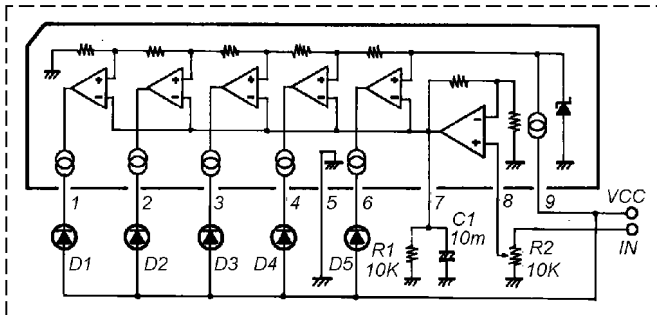 + - + - + - + - + - - +
1 2 3 4 5 6 7 8 9 VCC
IN
D1 D2 D3 D4 D5 R1 10K C1 10m R2 10K